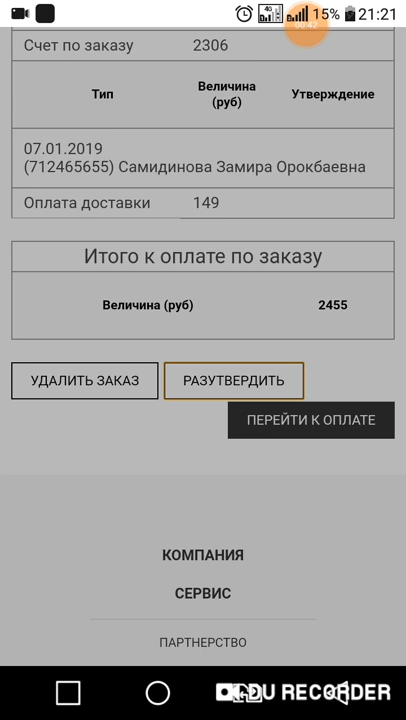 15% 21:21
00:42
Счет по заказу 2306
Тип Величина (руб) Утверждение
07.01.2019
(712465655) Самидинова Замира Орокбаевна
Оплата доставки 149
Итого к оплате по заказу
Величина (руб) 2455
УДАЛИТЬ ЗАКАЗ РАЗУТВЕРДИТЬ
ПЕРЕЙТИ К ОПЛАТЕ
КОМПАНИЯ
СЕРВИС
ПАРТНЕРСТВО
DU RECORDER